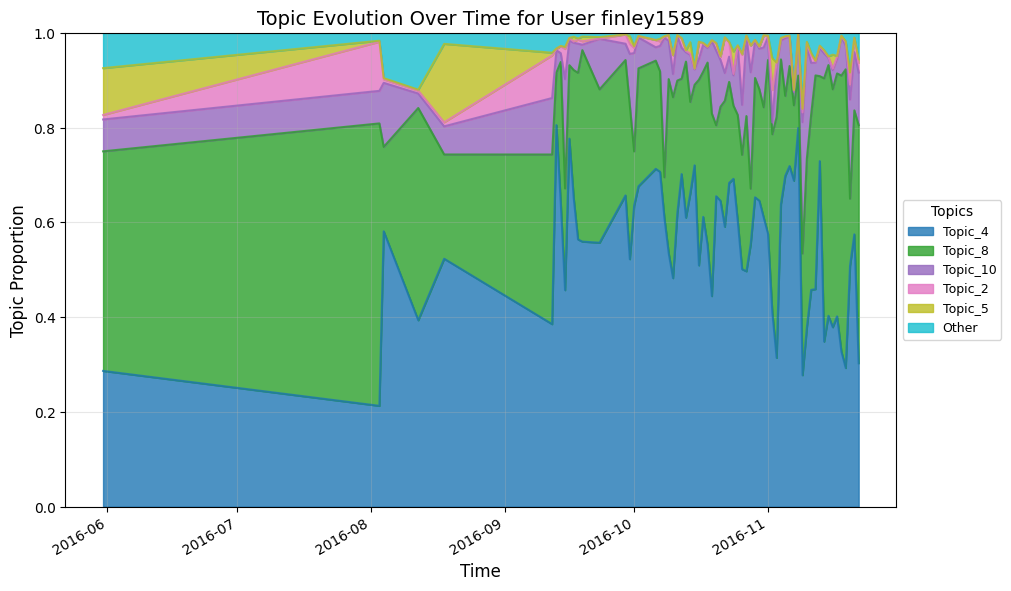 Topic Evolution Over Time for User finley1589
Topic Proportion
1.0
0.8
0.6
0.4
0.2
0.0
2016-06
2016-07
2016-08
2016-09
2016-10
2016-11
Time
Topics
Topic_4
Topic_8
Topic_10
Topic_2
Topic_5
Other